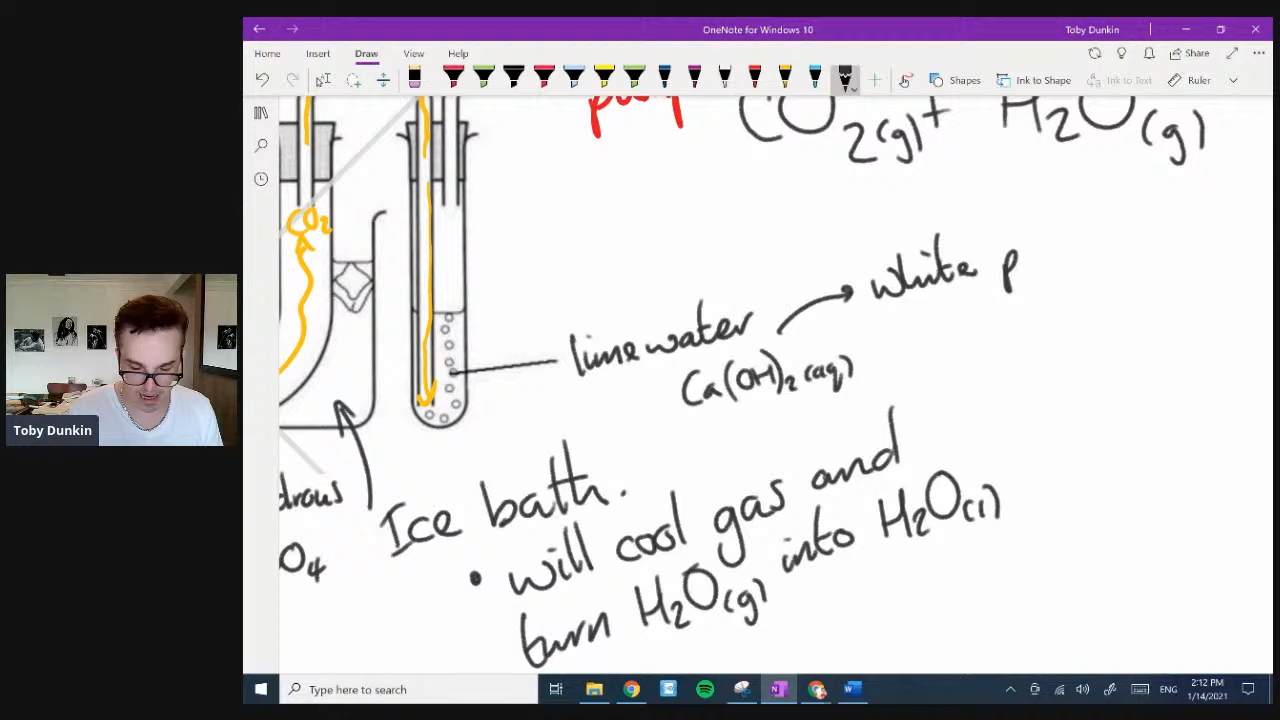 OneNote for Windows 10
Toby Dunkin
Home Insert Draw View Help
Share
Shapes
Ink to Shape
Ink to Text
Ruler
pump
CO2(g) + H2O(g)
CO2
white p
limewater
Ca(OH)2(aq)
Ice bath.
• will cool gas and
turn H2O(g) into H2O(l)
drous
O4
Toby Dunkin
Type here to search
ENG
2:12 PM
1/14/2021